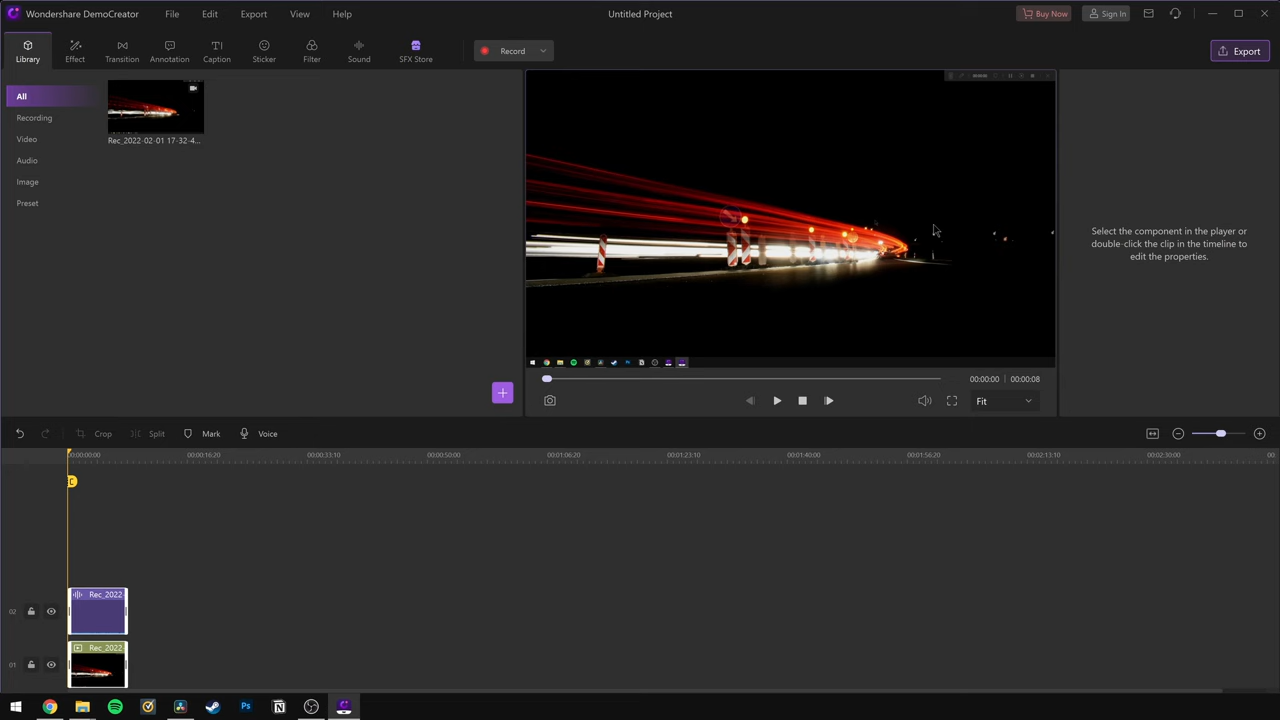 Wondershare DemoCreator File Edit Export View Help Untitled Project Buy Now Sign In
Library Effect Transition Annotation Caption Sticker Filter Sound SFX Store Record Export
All
Recording
Video
Audio
Image
Preset
Rec_2022-02-01 17-32-4...
Select the component in the player or
double-click the clip in the timeline to
edit the properties.
00:00:00 | 00:00:08
Fit
Crop Split Mark Voice
00:00:00:00 00:00:16:20 00:00:33:10 00:00:50:00 00:01:06:20 00:01:23:10 00:01:40:00 00:01:56:20 00:02:13:10 00:02:30:00 00:
02 Rec_2022-
01 Rec_2022-